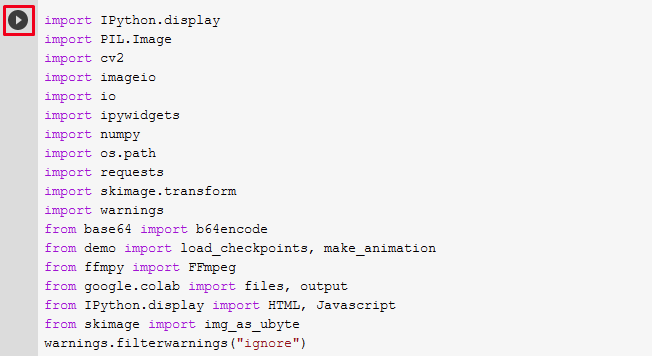 import IPython.display
import PIL.Image
import cv2
import imageio
import io
import ipywidgets
import numpy
import os.path
import requests
import skimage.transform
import warnings
from base64 import b64encode
from demo import load_checkpoints, make_animation
from ffmpy import FFmpeg
from google.colab import files, output
from IPython.display import HTML, Javascript
from skimage import img_as_ubyte
warnings.filterwarnings("ignore")